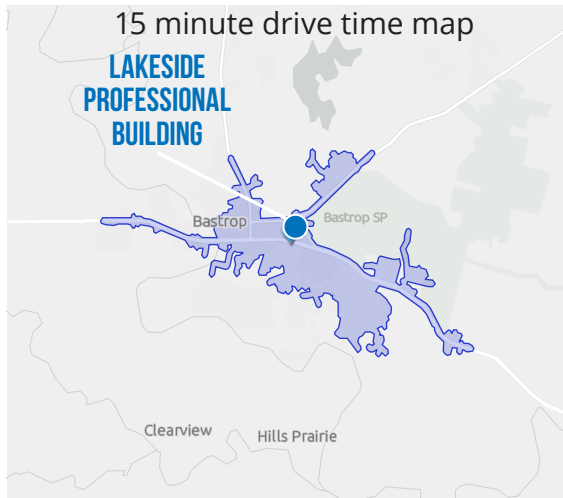 15 minute drive time map
LAKESIDE
PROFESSIONAL
BUILDING
Bastrop
Bastrop SP
Clearview
Hills Prairie